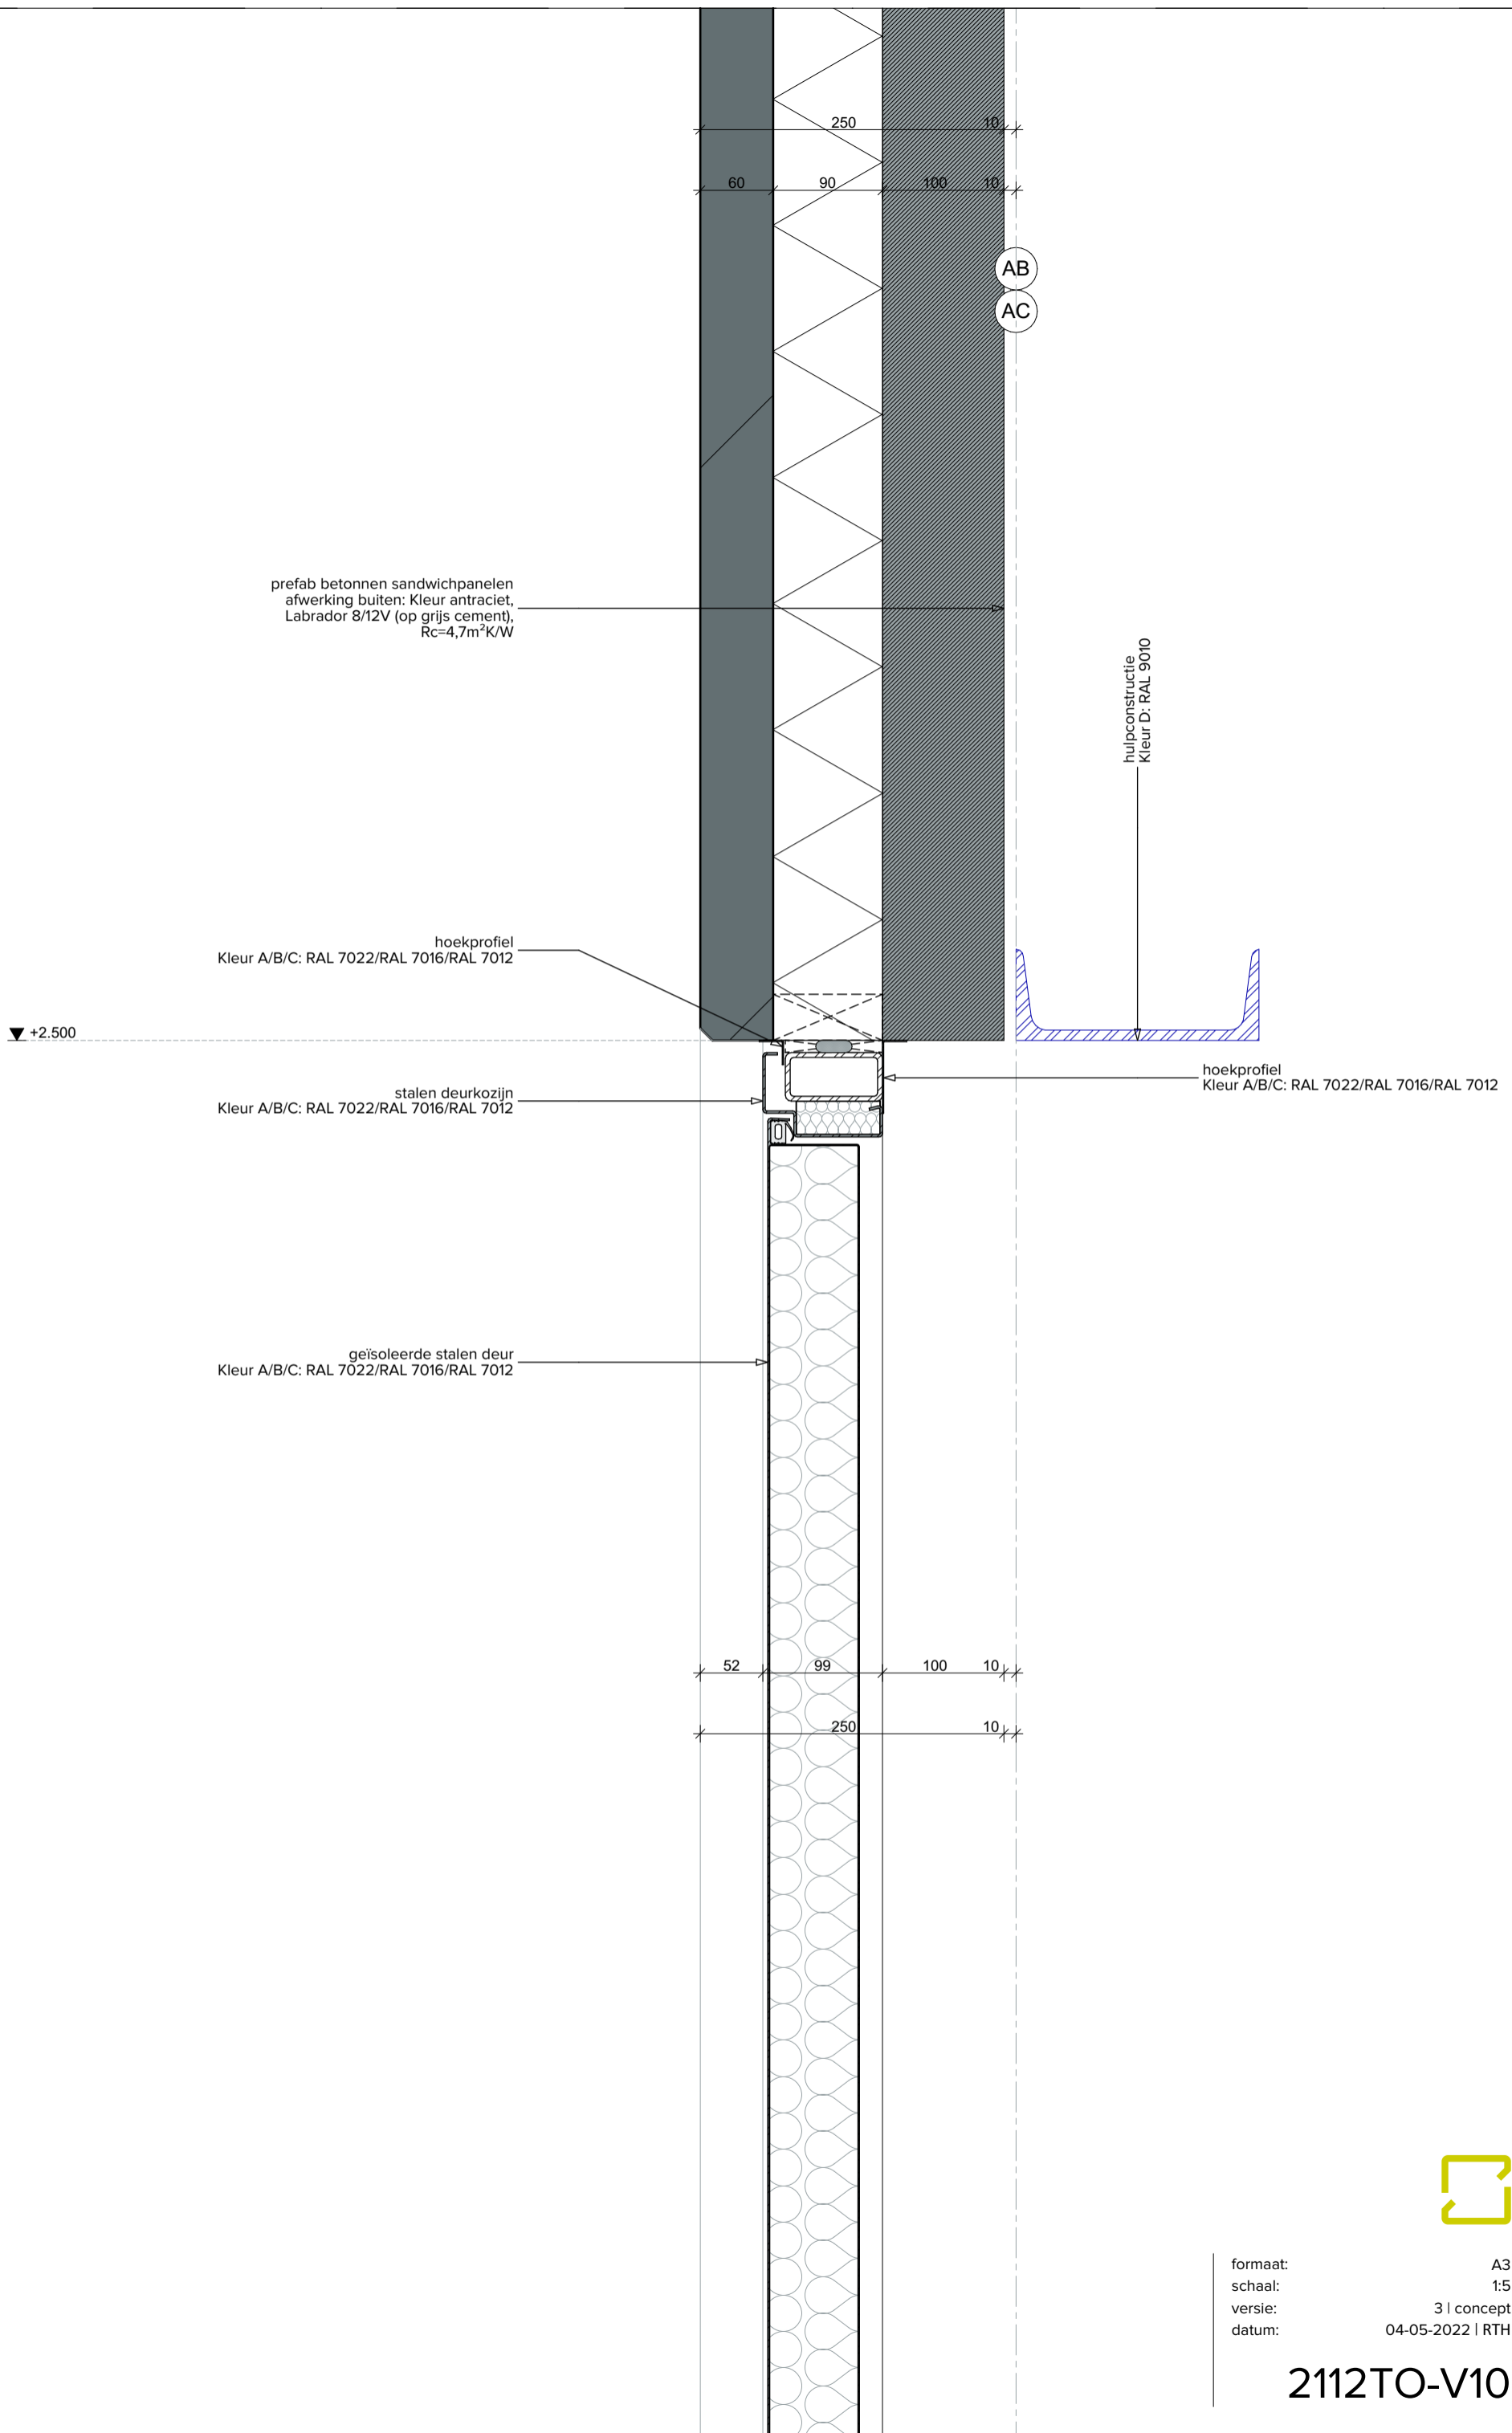 250
10
60
90
100
10
AB
AC
prefab betonnen sandwichpanelen
afwerking buiten: Kleur antraciet,
Labrador 8/12V (op grijs cement),
Rc=4,7m²K/W
hulpconstructie
Kleur D: RAL 9010
hoekprofiel
Kleur A/B/C: RAL 7022/RAL 7016/RAL 7012
+2.500
hoekprofiel
Kleur A/B/C: RAL 7022/RAL 7016/RAL 7012
stalen deurkozijn
Kleur A/B/C: RAL 7022/RAL 7016/RAL 7012
geïsoleerde stalen deur
Kleur A/B/C: RAL 7022/RAL 7016/RAL 7012
52
99
100
10
250
10
formaat: A3
schaal: 1:5
versie: 3 | concept
datum: 04-05-2022 | RTH
2112TO-V10